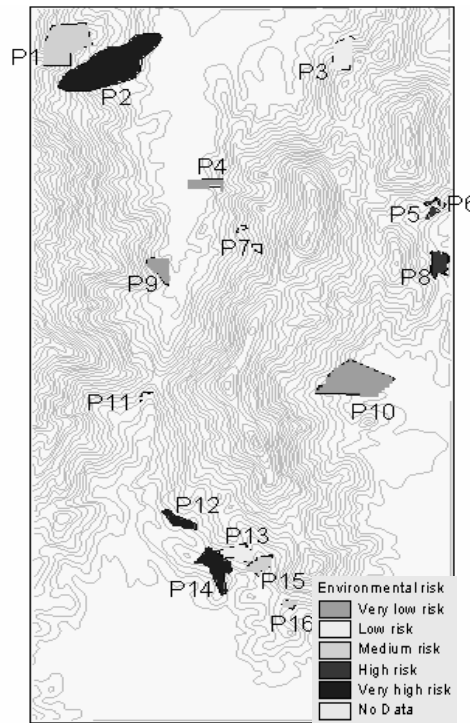 P1
P2
P3
P4
P5
P6
P7
P8
P9
P10
P11
P12
P13
P14
P15
P16
Environmental risk
Very low risk
Low risk
Medium risk
High risk
Very high risk
No Data